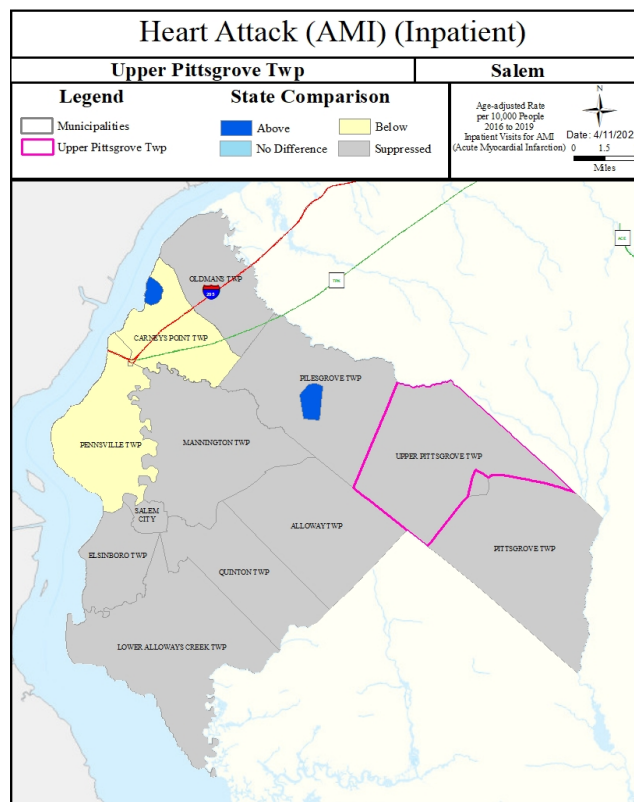 Heart Attack (AMI) (Inpatient)
Upper Pittsgrove Twp
Salem
Legend
State Comparison
Municipalities
Upper Pittsgrove Twp
Above
Below
No Difference
Suppressed
Age-adjusted Rate
per 10,000 People
2016 to 2019
Inpatient Visits for AMI
(Acute Myocardial Infarction)
N
Date: 4/11/202
0 1.5
Miles
OLDMANS TWP
295
CARNEYS POINT TWP
PILESGROVE TWP
PENNSVILLE TWP
MANNINGTON TWP
UPPER PITTSGROVE TWP
SALEM
CITY
ALLOWAY TWP
ELSINBORO TWP
PITTSGROVE TWP
QUINTON TWP
LOWER ALLOWAYS CREEK TWP